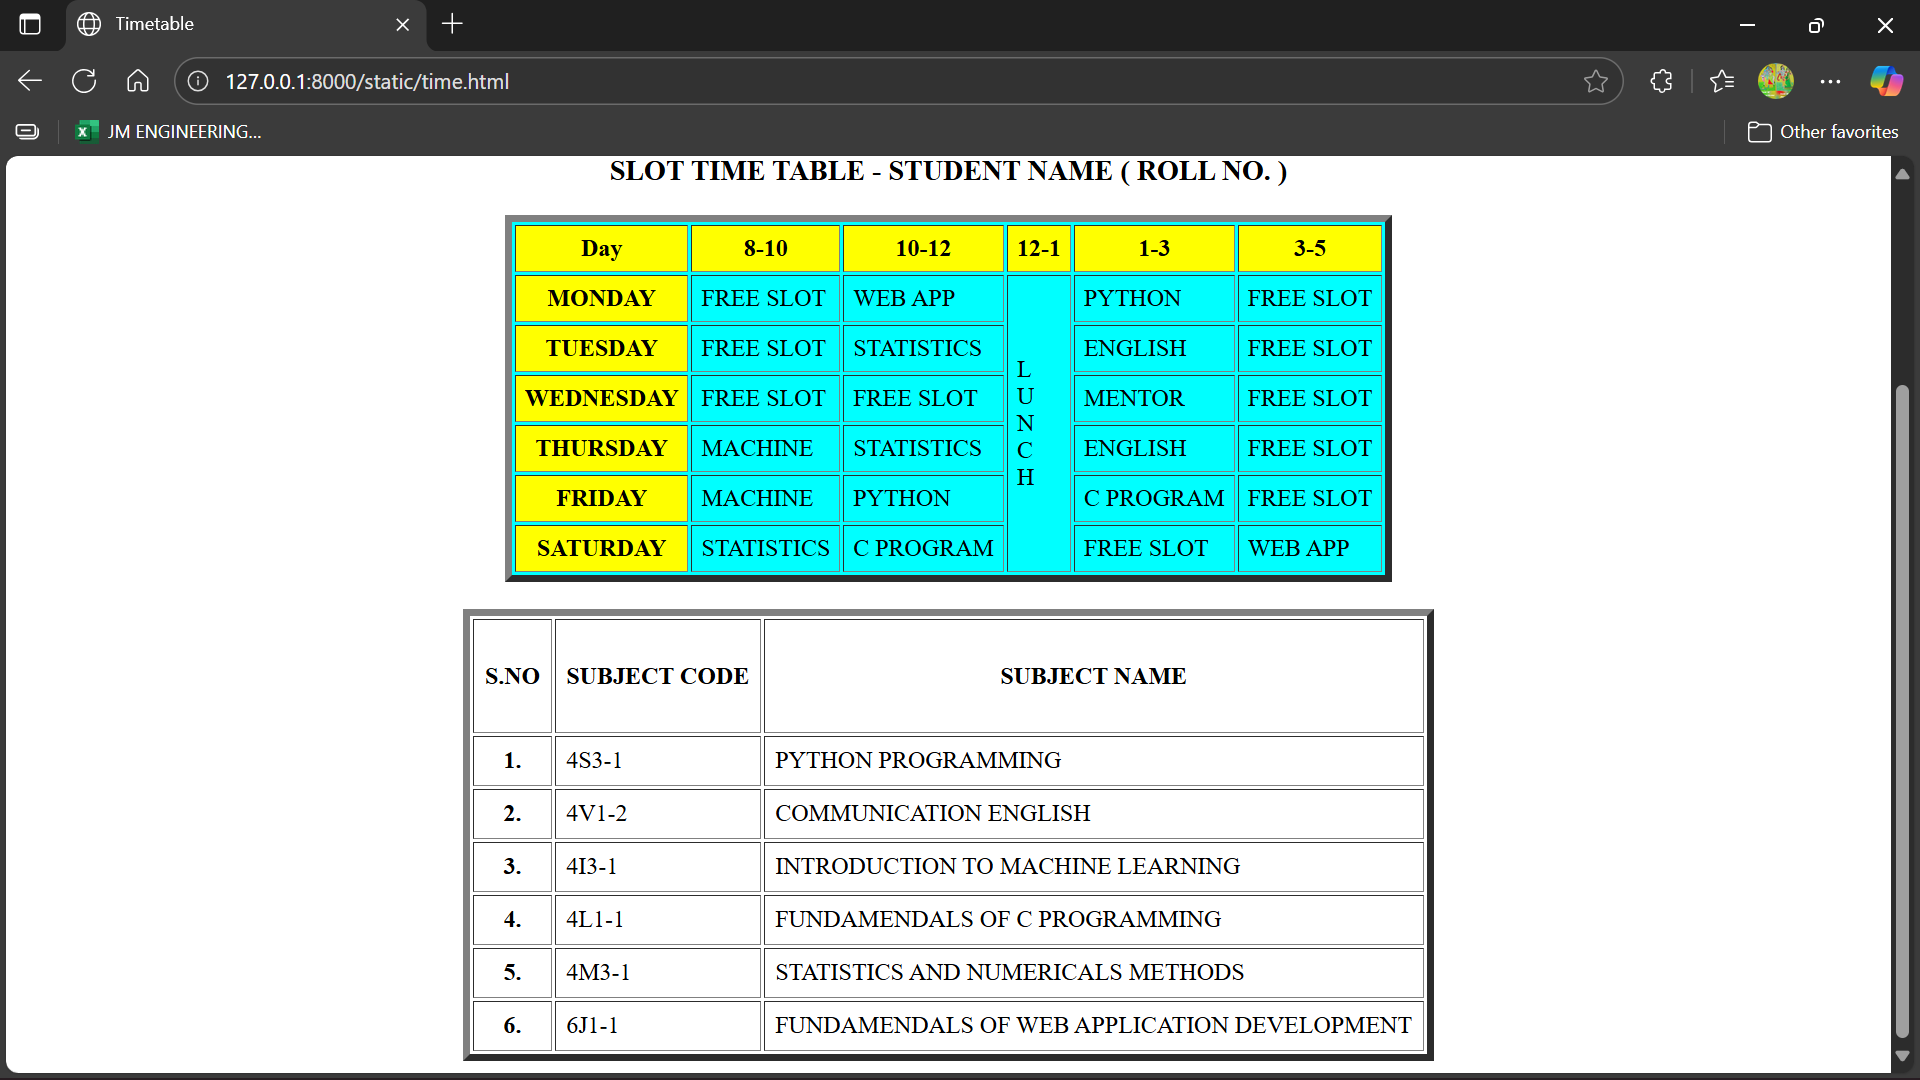 Timetable
127.0.0.1:8000/static/time.html
JM ENGINEERING...
Other favorites
SLOT TIME TABLE - STUDENT NAME ( ROLL NO. )
Day 8-10 10-12 12-1 1-3 3-5
MONDAY FREE SLOT WEB APP PYTHON FREE SLOT
TUESDAY FREE SLOT STATISTICS ENGLISH FREE SLOT
WEDNESDAY FREE SLOT FREE SLOT MENTOR FREE SLOT
THURSDAY MACHINE STATISTICS ENGLISH FREE SLOT
FRIDAY MACHINE PYTHON C PROGRAM FREE SLOT
SATURDAY STATISTICS C PROGRAM FREE SLOT WEB APP
L
U
N
C
H
S.NO SUBJECT CODE SUBJECT NAME
1. 4S3-1 PYTHON PROGRAMMING
2. 4V1-2 COMMUNICATION ENGLISH
3. 4I3-1 INTRODUCTION TO MACHINE LEARNING
4. 4L1-1 FUNDAMENDALS OF C PROGRAMMING
5. 4M3-1 STATISTICS AND NUMERICALS METHODS
6. 6J1-1 FUNDAMENDALS OF WEB APPLICATION DEVELOPMENT